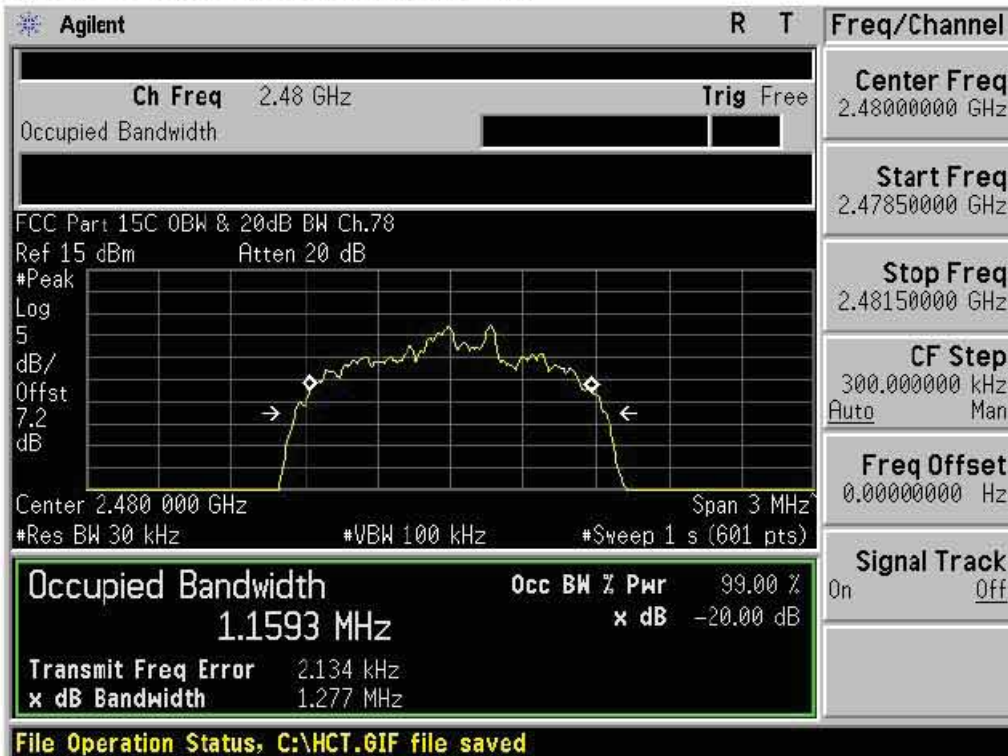 Agilent R T
Freq/Channel
Ch Freq 2.48 GHz Trig Free
Occupied Bandwidth
FCC Part 15C OBW & 20dB BW Ch.78
Ref 15 dBm Atten 20 dB
#Peak
Log
5
dB/
Offst
7.2
dB
Center 2.480 000 GHz Span 3 MHz^
#Res BW 30 kHz #VBW 100 kHz #Sweep 1 s (601 pts)
Occupied Bandwidth
1.1593 MHz
Occ BW % Pwr 99.00 %
x dB -20.00 dB
Transmit Freq Error 2.134 kHz
x dB Bandwidth 1.277 MHz
File Operation Status, C:\HCT.GIF file saved
Center Freq
2.48000000 GHz
Start Freq
2.47850000 GHz
Stop Freq
2.48150000 GHz
CF Step
300.000000 kHz
Auto Man
Freq Offset
0.00000000 Hz
Signal Track
On Off